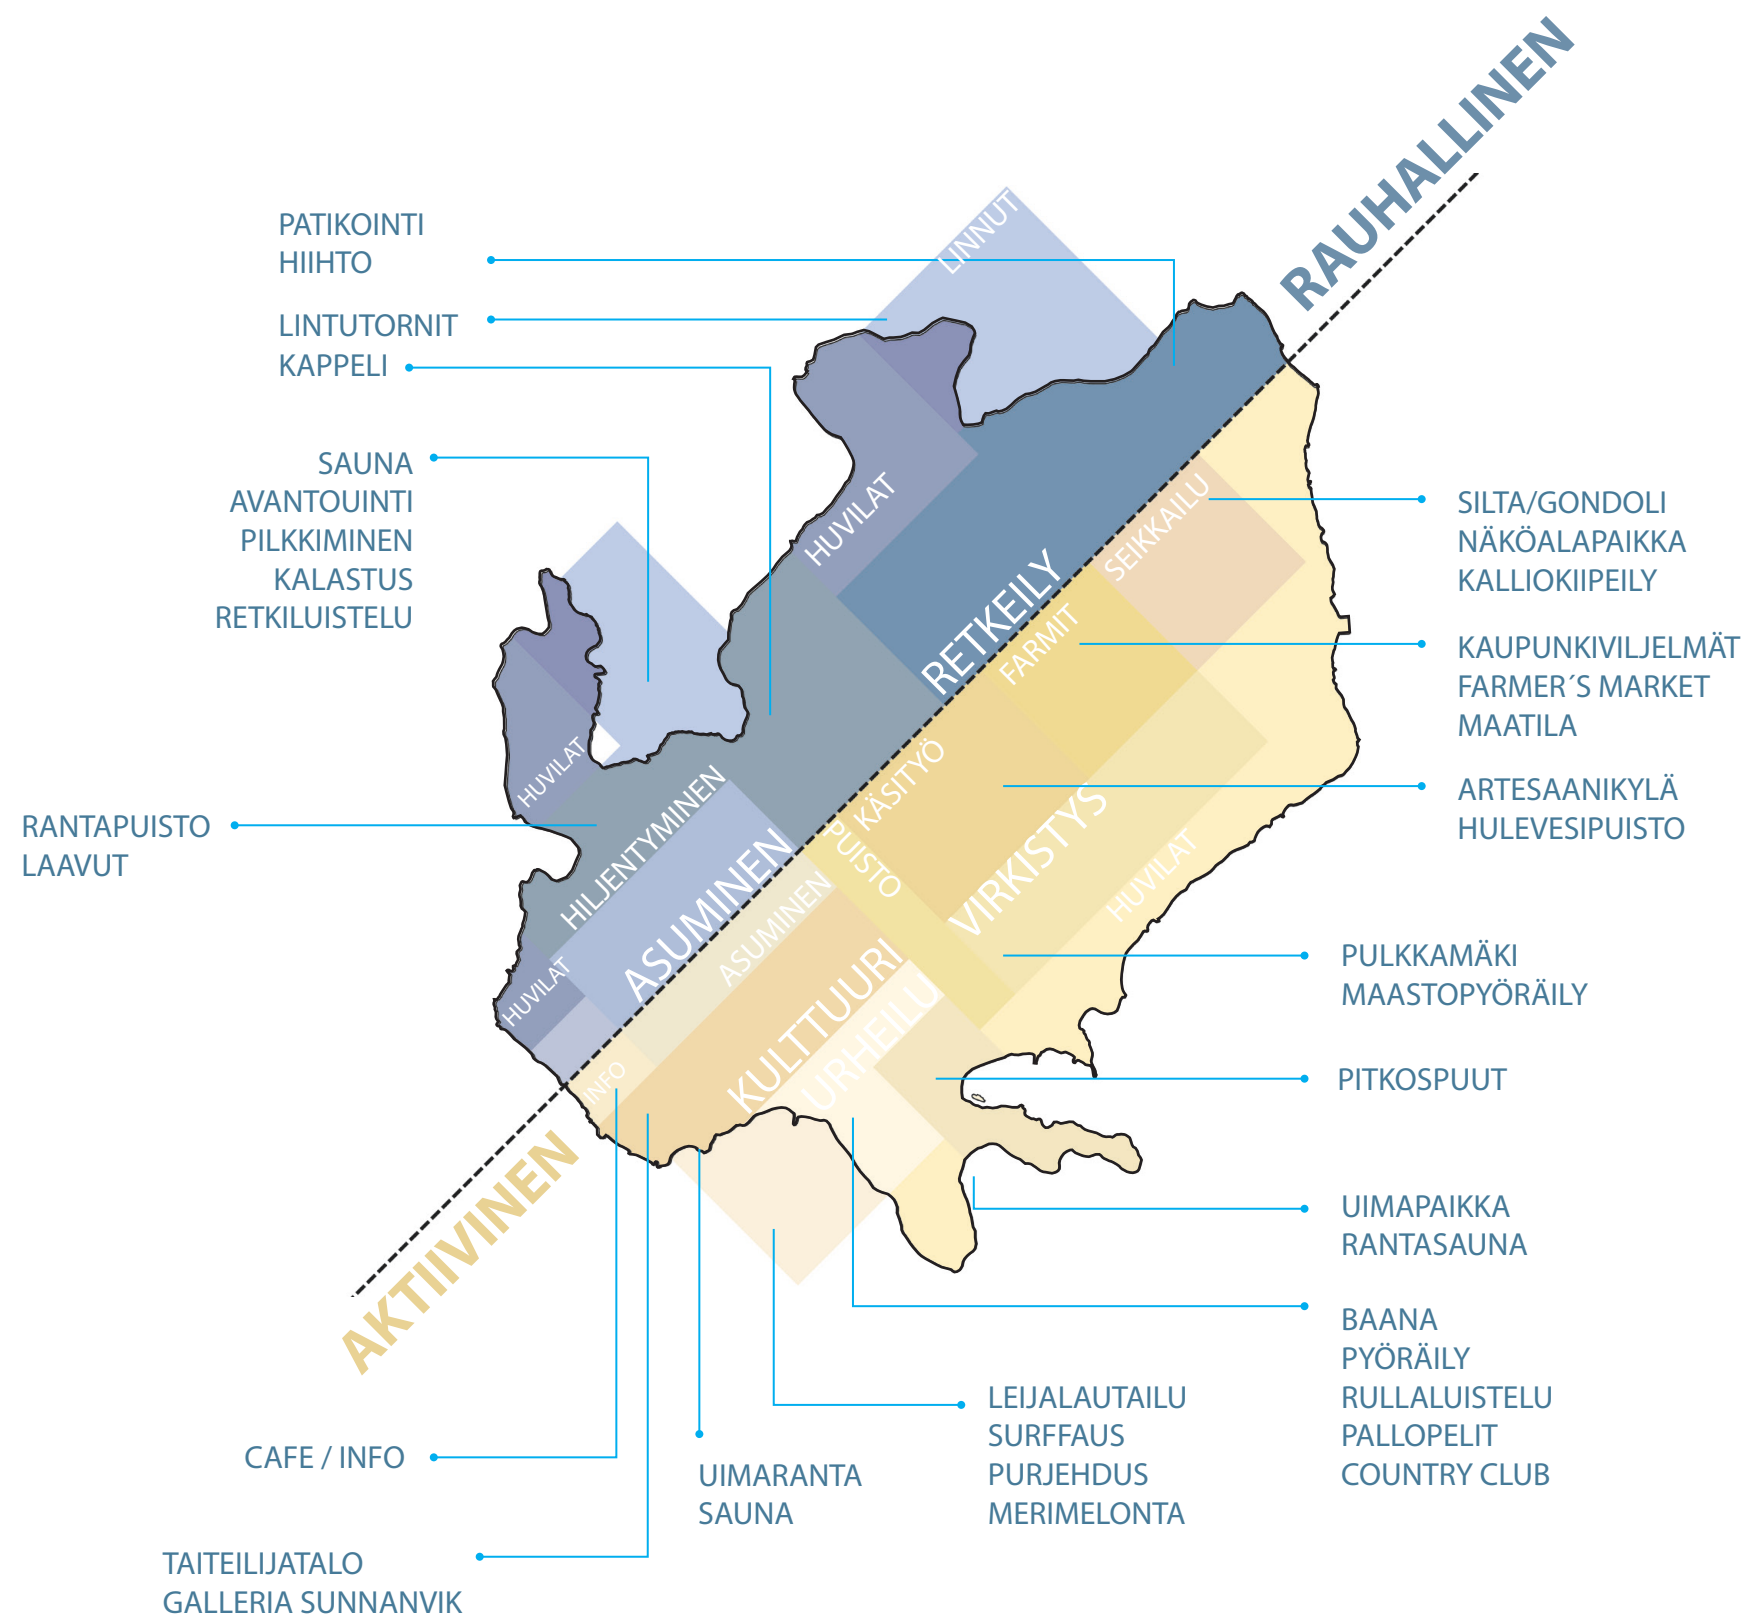 RAUHALLINEN
PATIKOINTI
HIIHTO
LINTUTORNIT
KAPPELI
SAUNA
AVANTOUINTI
PILKKIMINEN
KALASTUS
RETKILUISTELU
RANTAPUISTO
LAAVUT
LINNUT
HUVILAT
RETKEILY
SEIKKAILU
FARMIT
HUVILAT
HILJENTYMINEN
ASUMINEN
ASUMINEN
KÄSITYÖ
PUISTO
VIRKISTYS
HUVILAT
HUVILAT
KULTTUURI
URHEILU
INFO
SILTA/GONDOLI
NÄKÖALAPAIKKA
KALLIOKIIPEILY
KAUPUNKIVILJELMÄT
FARMER´S MARKET
MAATILA
ARTESAANIKYLÄ
HULEVESIPUISTO
PULKKAMÄKI
MAASTOPYÖRÄILY
PITKOSPUUT
UIMAPAIKKA
RANTASAUNA
BAANA
PYÖRÄILY
RULLALUISTELU
PALLOPELIT
COUNTRY CLUB
AKTIIVINEN
LEIJALAUTAILU
SURFFAUS
PURJEHDUS
MERIMELONTA
UIMARANTA
SAUNA
CAFE / INFO
TAITEILIJATALO
GALLERIA SUNNANVIK